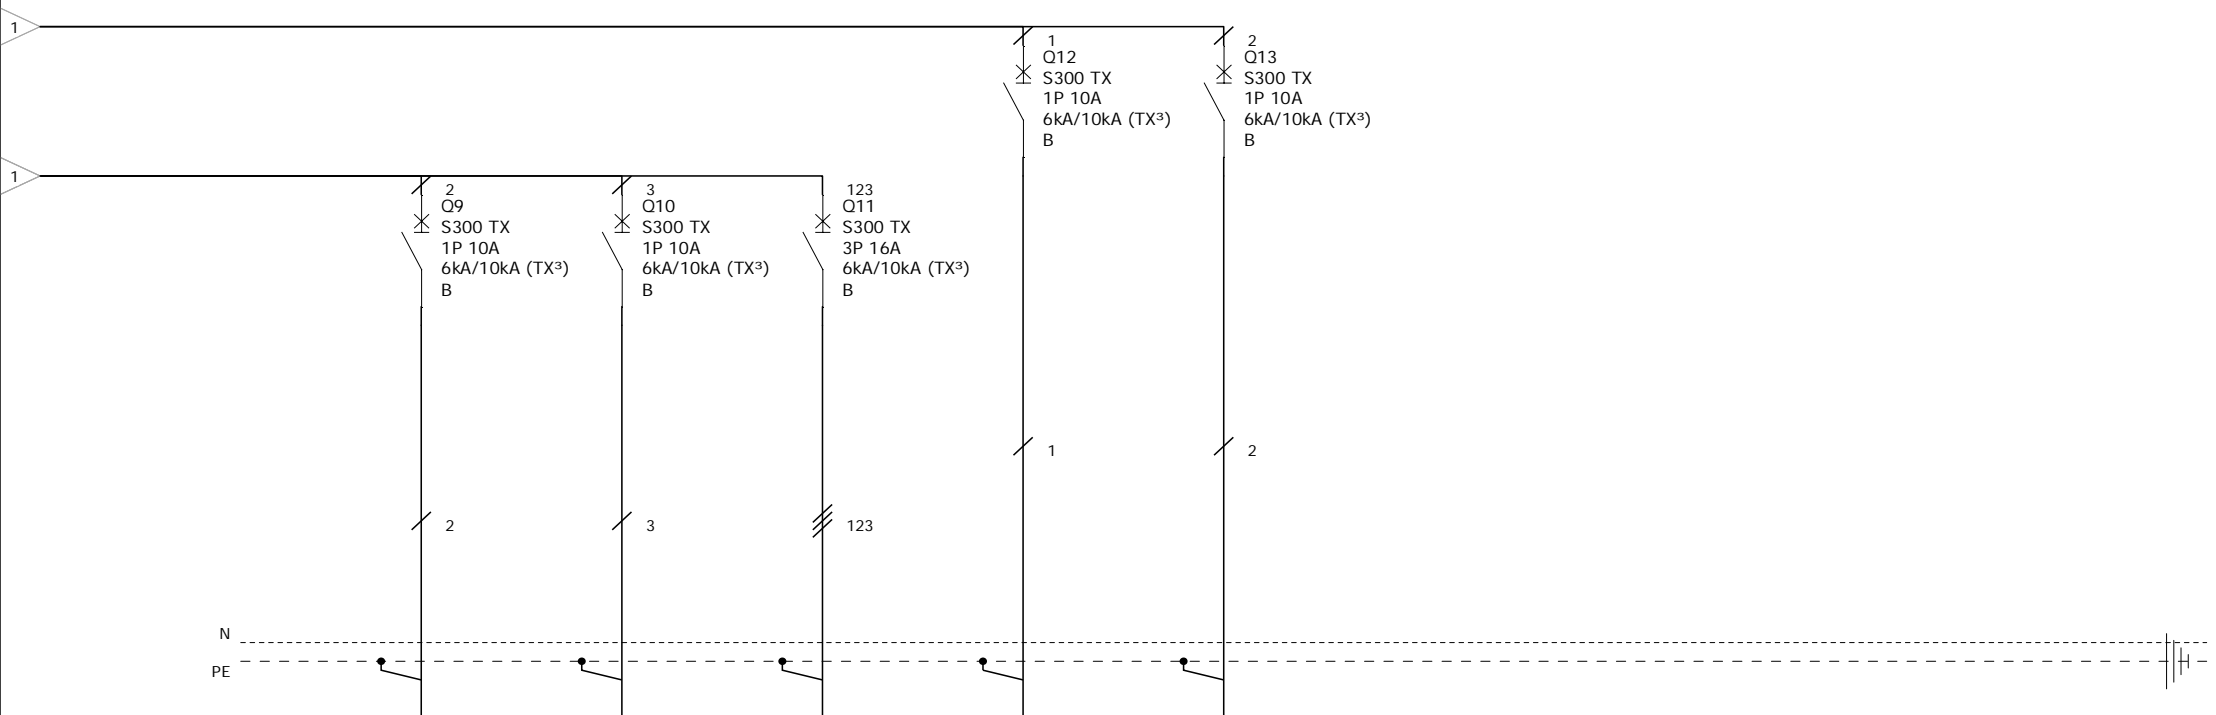 1
1
Q12
S300 TX
1P 10A
6kA/10kA (TX³)
B
2
Q13
S300 TX
1P 10A
6kA/10kA (TX³)
B
1
2
Q9
S300 TX
1P 10A
6kA/10kA (TX³)
B
3
Q10
S300 TX
1P 10A
6kA/10kA (TX³)
B
123
Q11
S300 TX
3P 16A
6kA/10kA (TX³)
B
1
2
2
3
123
N
PE